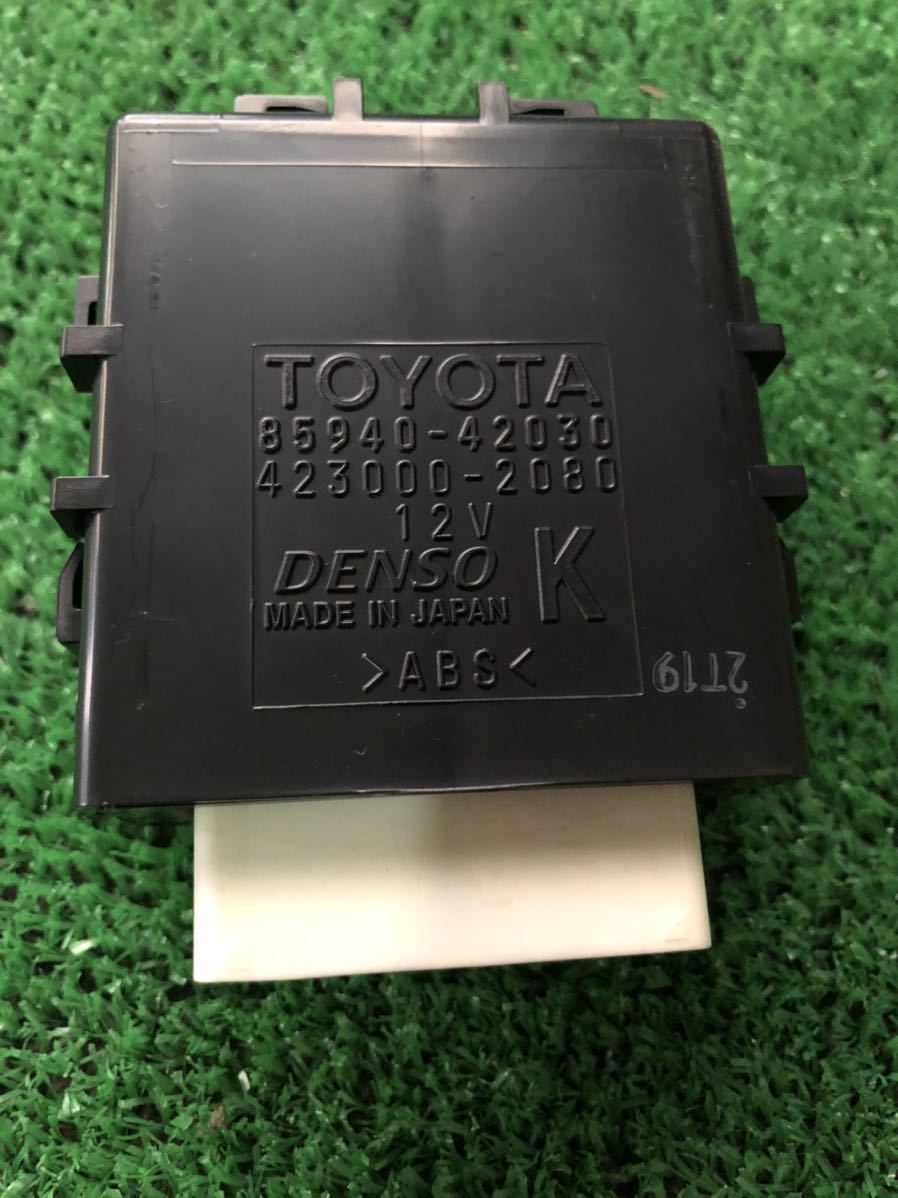 TOYOTA
85940-42030
423000-2080
12V
DENSO K
MADE IN JAPAN
>ABS<
2T19